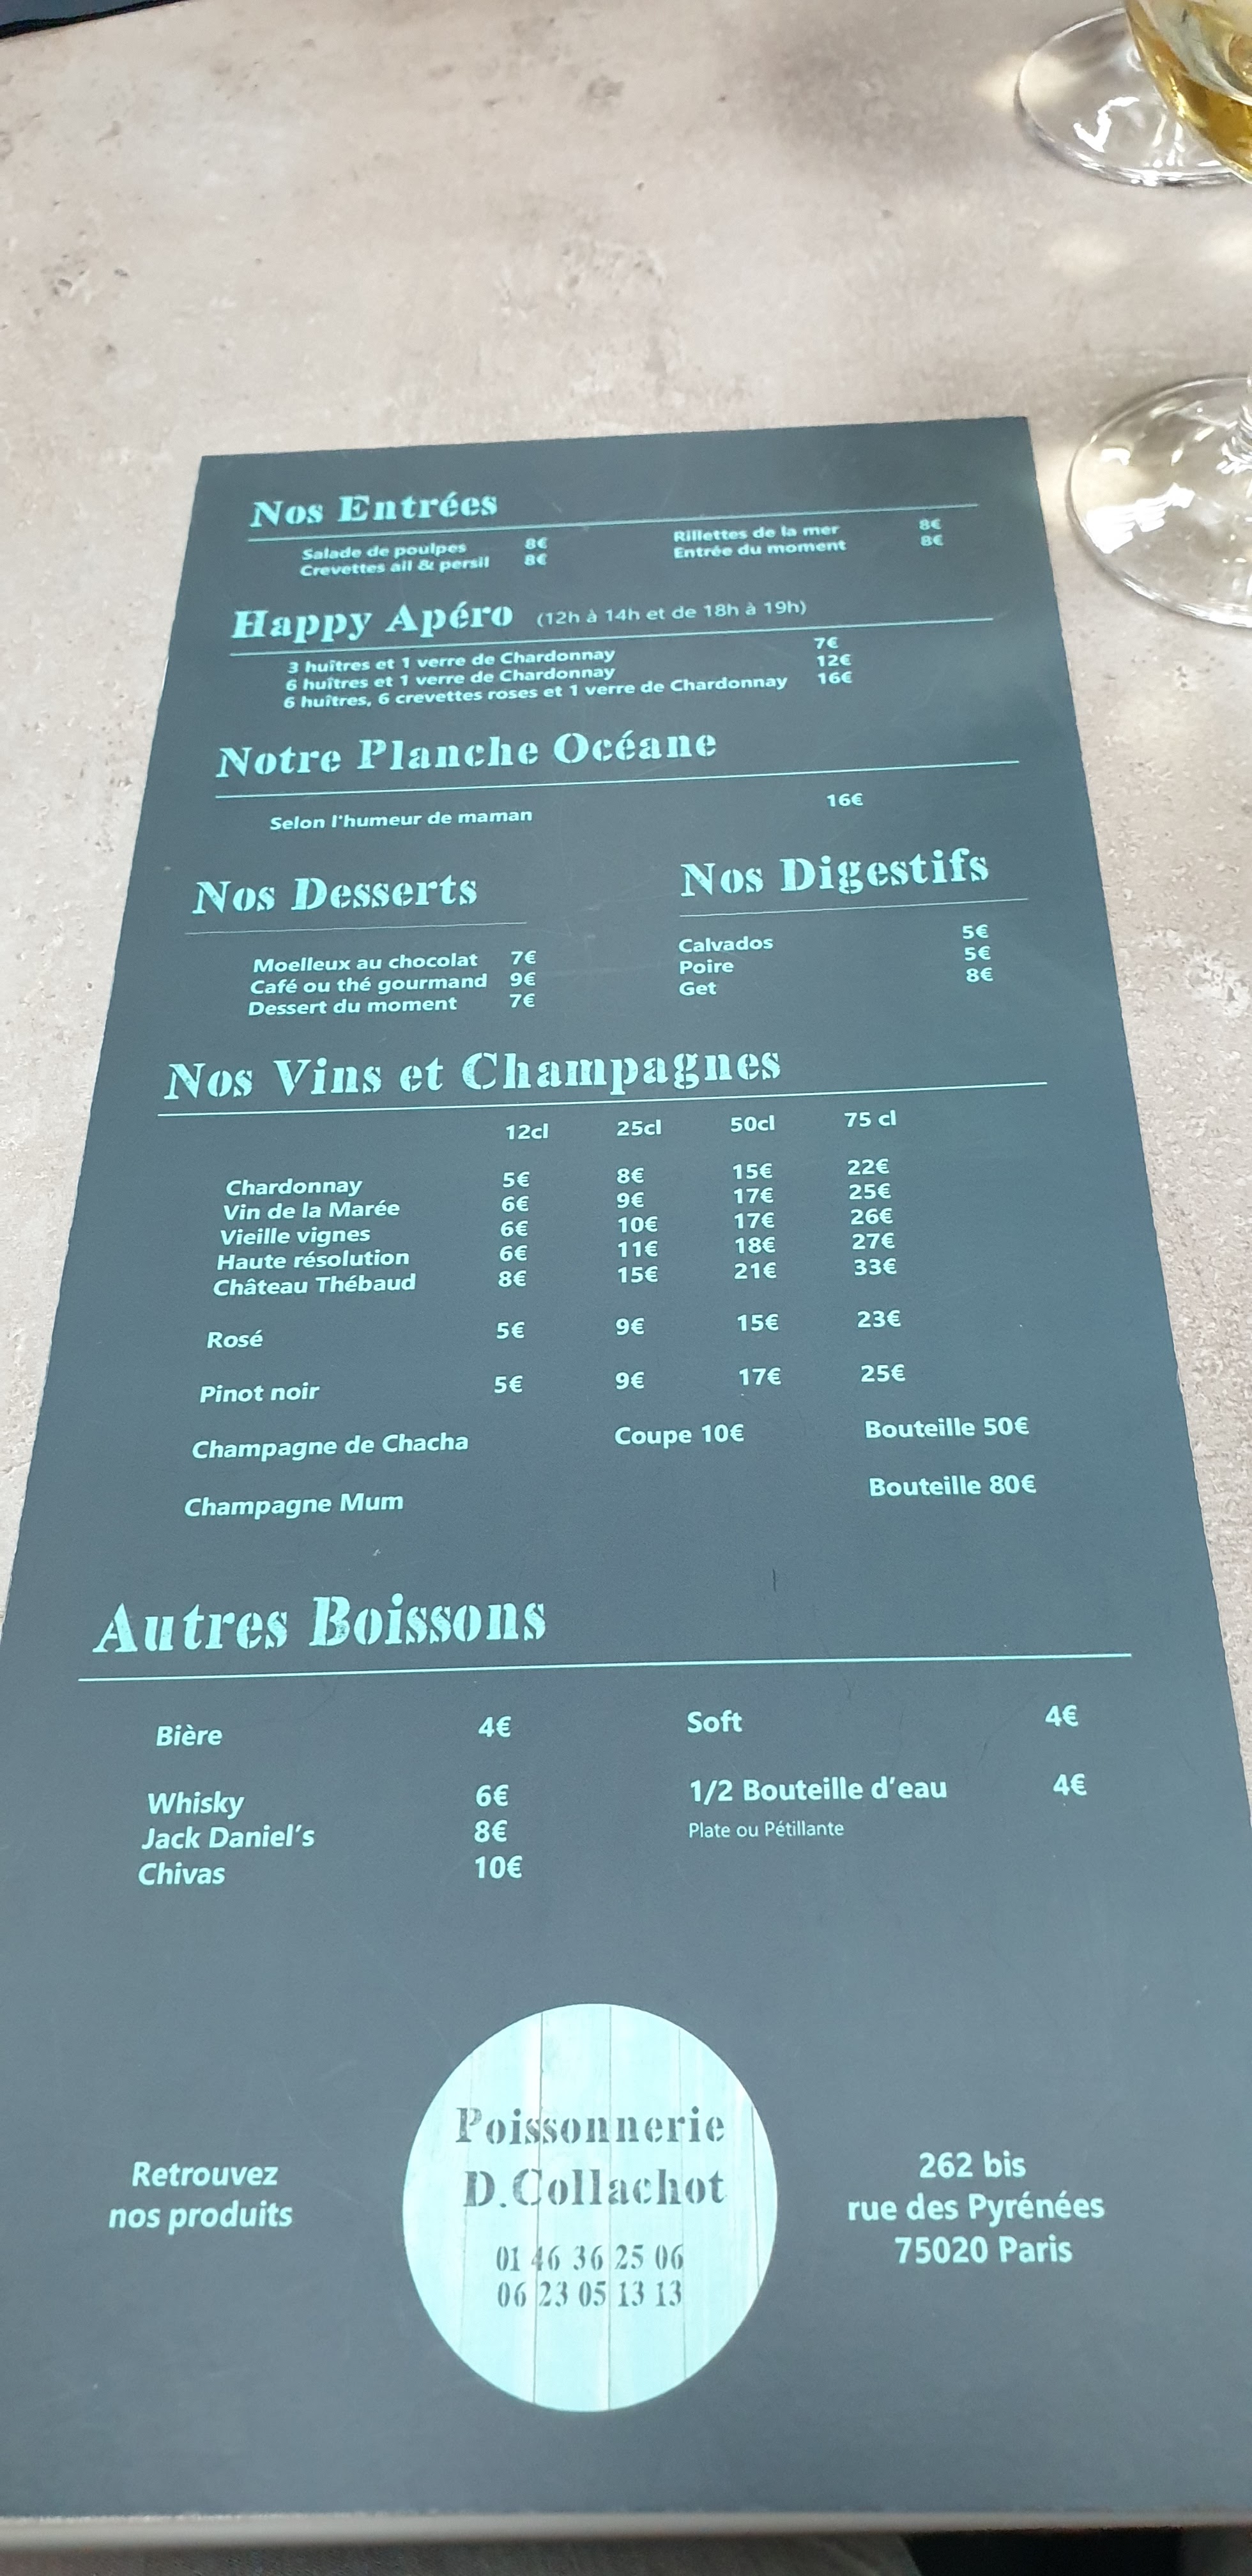 Nos Entrées
Salade de poulpes 8€ Rillettes de la mer 8€
Crevettes ail & persil 8€ Entrée du moment 8€
Happy Apéro (12h à 14h et de 18h à 19h)
3 huîtres et 1 verre de Chardonnay 7€
6 huîtres et 1 verre de Chardonnay 12€
6 huîtres, 6 crevettes roses et 1 verre de Chardonnay 16€
Notre Planche Océane
Selon l'humeur de maman 16€
Nos Desserts
Moelleux au chocolat 7€
Café ou thé gourmand 9€
Dessert du moment 7€
Nos Digestifs
Calvados 5€
Poire 5€
Get 8€
Nos Vins et Champagnes
12cl 25cl 50cl 75 cl
Chardonnay 5€ 8€ 15€ 22€
Vin de la Marée 6€ 9€ 17€ 25€
Vieille vignes 6€ 10€ 17€ 26€
Haute résolution 6€ 11€ 18€ 27€
Château Thébaud 8€ 15€ 21€ 33€
Rosé 5€ 9€ 15€ 23€
Pinot noir 5€ 9€ 17€ 25€
Champagne de Chacha Coupe 10€ Bouteille 50€
Champagne Mum Bouteille 80€
Autres Boissons
Bière 4€ Soft 4€
Whisky 6€ 1/2 Bouteille d'eau 4€
Jack Daniel's 8€ Plate ou Pétillante
Chivas 10€
Retrouvez
nos produits
Poissonnerie
D.Collachot
01 46 36 25 06
06 23 05 13 13
262 bis
rue des Pyrénées
75020 Paris